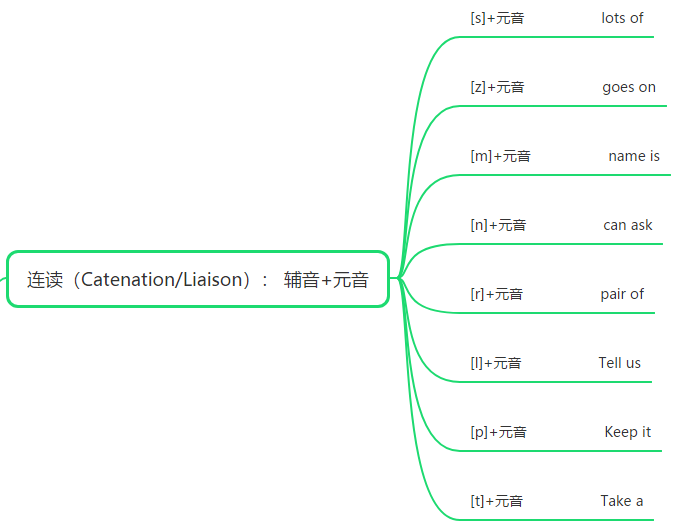 [s]+元音 lots of
[z]+元音 goes on
[m]+元音 name is
[n]+元音 can ask
连读（Catenation/Liaison）： 辅音+元音
[r]+元音 pair of
[l]+元音 Tell us
[p]+元音 Keep it
[t]+元音 Take a